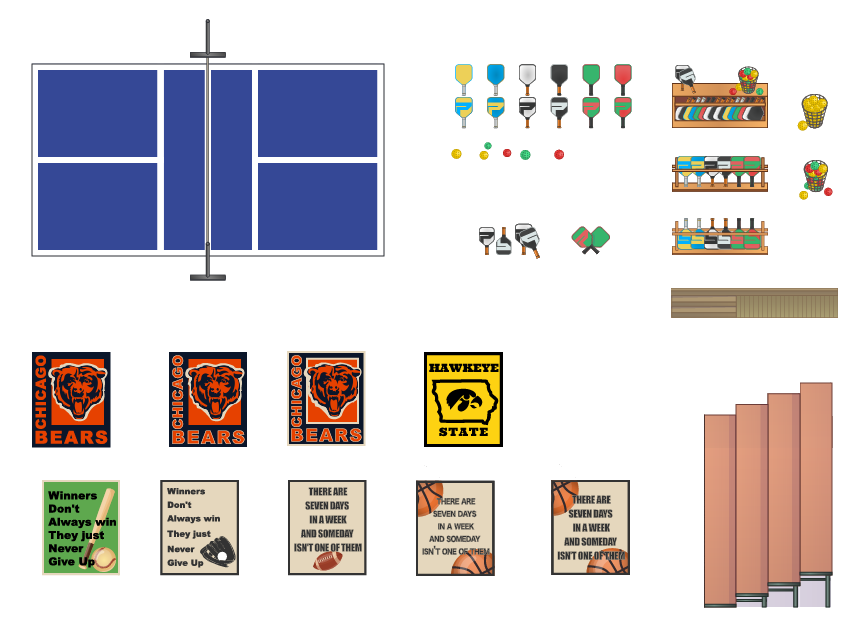 CHICAGO
BEARS
CHICAGO
BEARS
CHICAGO
BEARS
HAWKEYE
STATE
Winners
Don't
Always win
They just
Never
Give Up
Winners
Don't
Always win
They just
Never
Give Up
THERE ARE
SEVEN DAYS
IN A WEEK
AND SOMEDAY
ISN'T ONE OF THEM
THERE ARE
SEVEN DAYS
IN A WEEK
AND SOMEDAY
ISN'T ONE OF THEM
THERE ARE
SEVEN DAYS
IN A WEEK
AND SOMEDAY
ISN'T ONE OF THEM